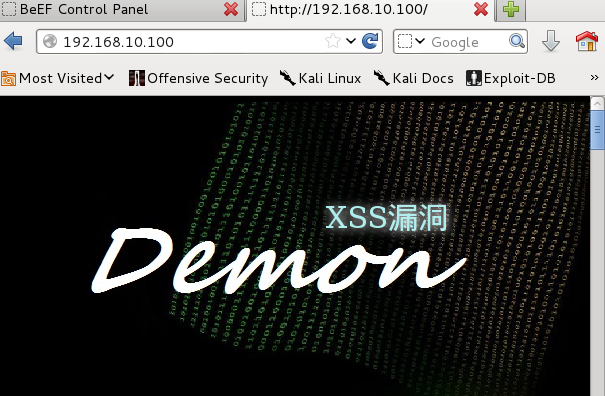 BeEF Control Panel
http://192.168.10.100/
192.168.10.100
Google
Most Visited
Offensive Security
Kali Linux
Kali Docs
Exploit-DB
»
XSS漏洞
Demon